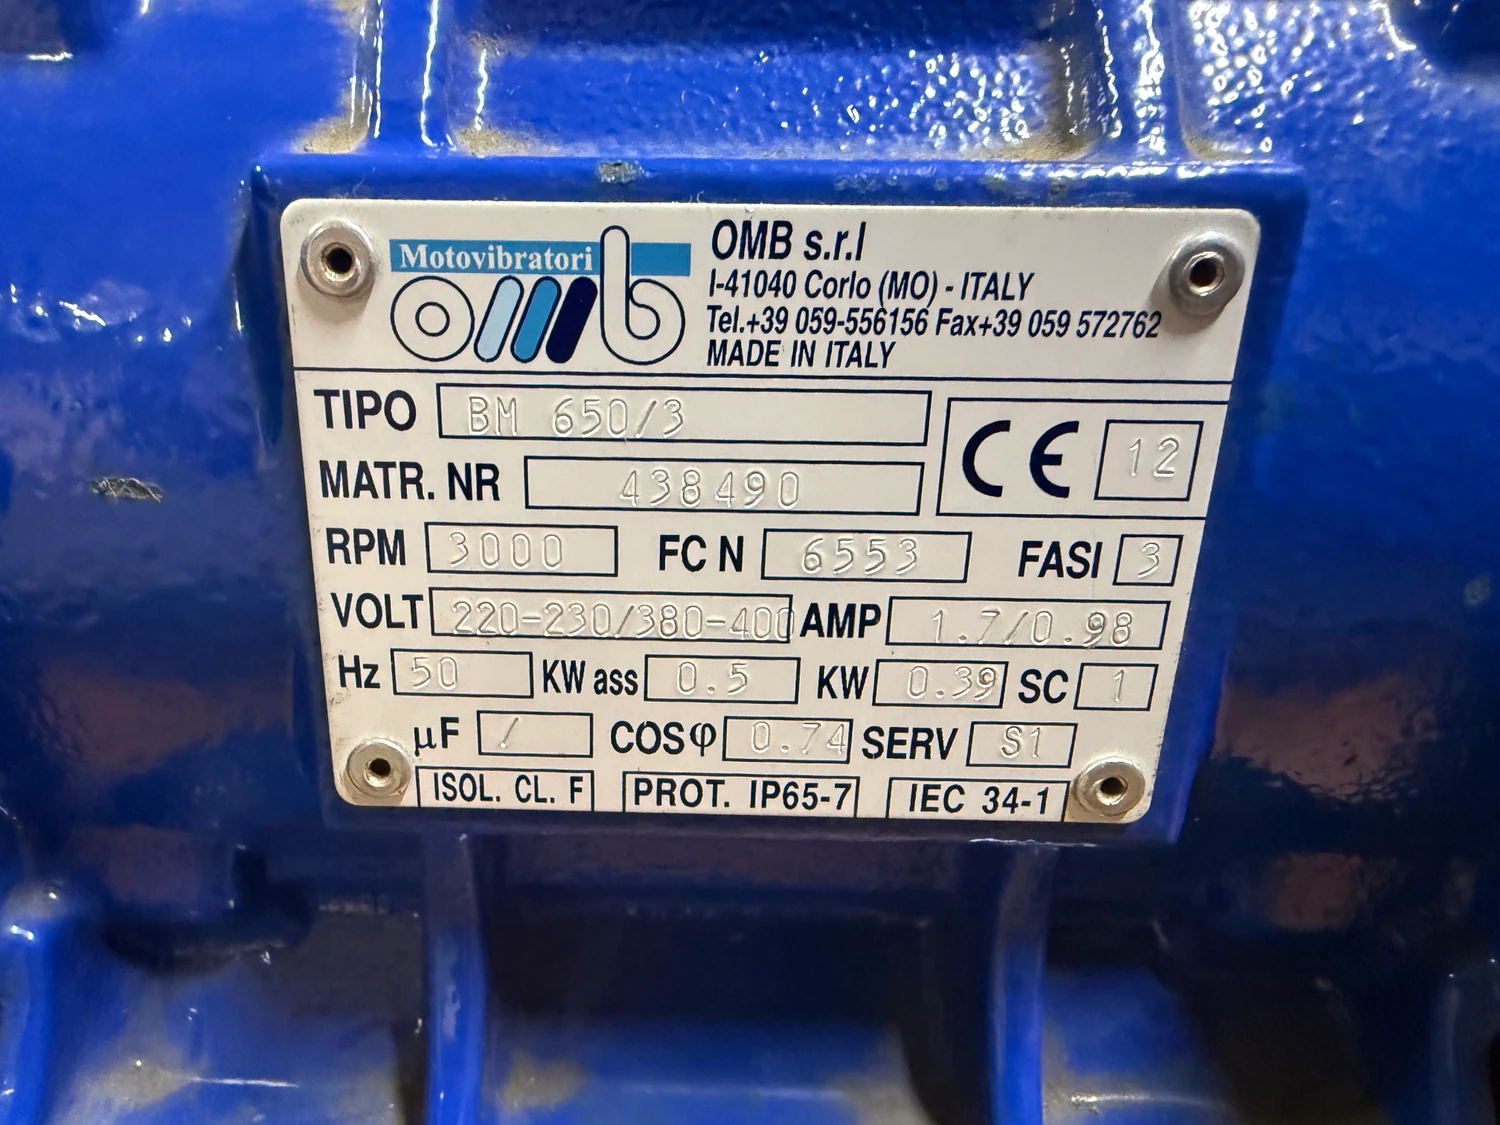 Motovibratori
omb
OMB s.r.l
I-41040 Corlo (MO) - ITALY
Tel.+39 059-556156 Fax+39 059 572762
MADE IN ITALY
TIPO BM 650/3
CE 12
MATR. NR 438490
RPM 3000 FC N 6553 FASI 3
VOLT 220-230/380-400 AMP 1.7/0.98
Hz 50 KW ass 0.5 KW 0.39 SC 1
µF / COSφ 0.74 SERV S1
ISOL. CL. F PROT. IP65-7 IEC 34-1